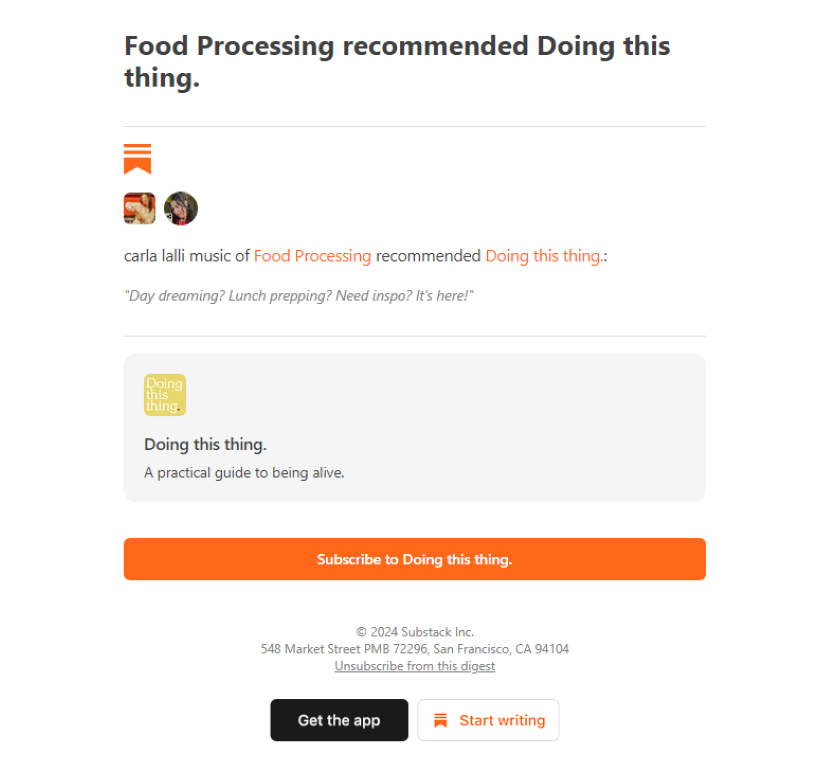 Food Processing recommended Doing this
thing.
carla lalli music of Food Processing recommended Doing this thing.:
"Day dreaming? Lunch prepping? Need inspo? It's here!"
Doing
this
thing.
Doing this thing.
A practical guide to being alive.
Subscribe to Doing this thing.
© 2024 Substack Inc.
548 Market Street PMB 72296, San Francisco, CA 94104
Unsubscribe from this digest
Get the app
Start writing